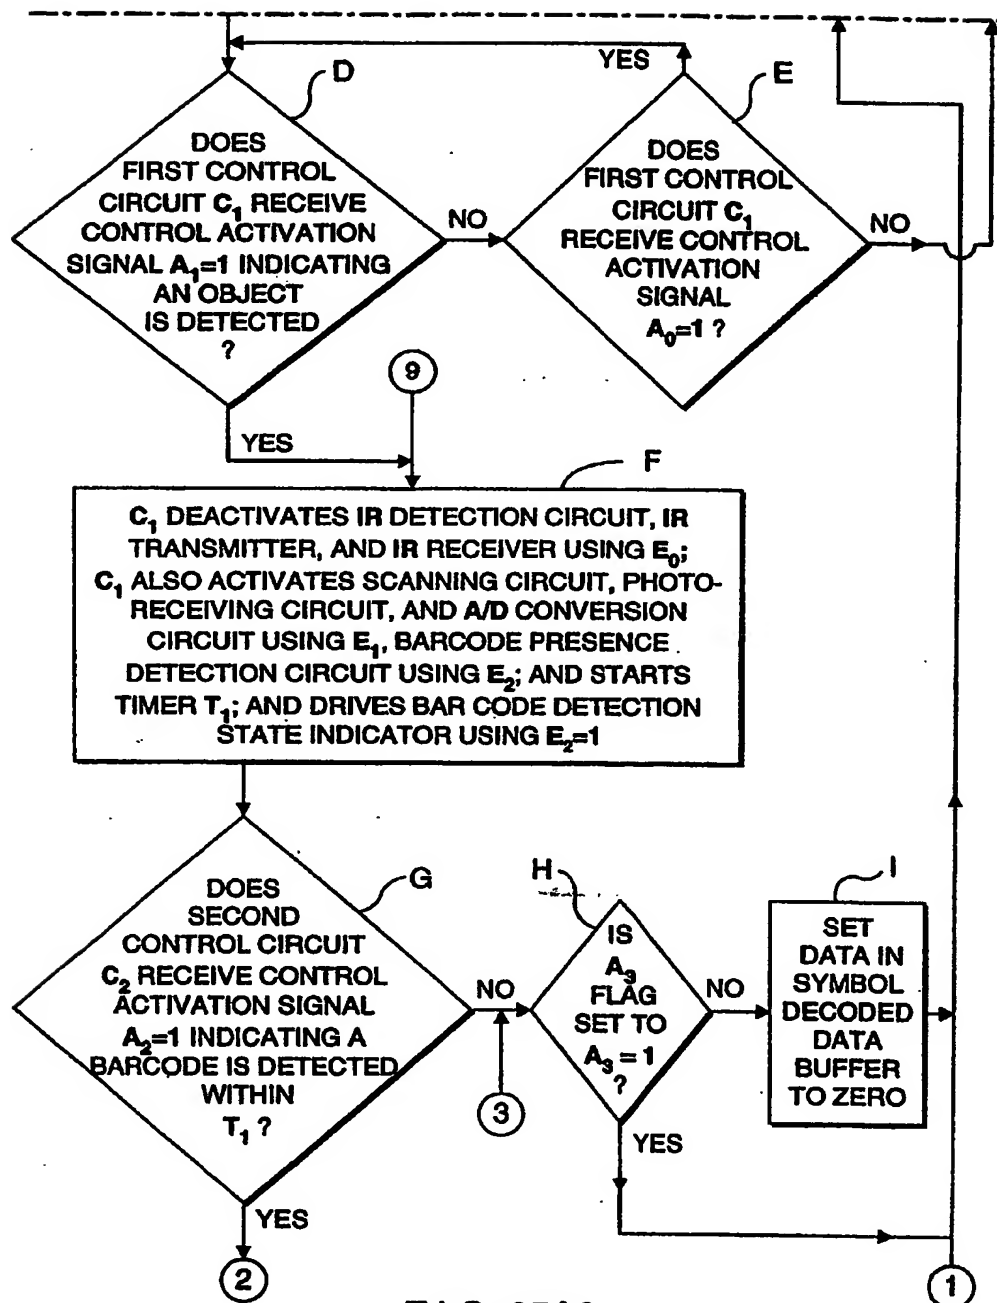 YES
D
E
DOES
FIRST CONTROL
CIRCUIT C₁ RECEIVE
CONTROL ACTIVATION
SIGNAL A₁=1 INDICATING
AN OBJECT
IS DETECTED
?
NO
DOES
FIRST CONTROL
CIRCUIT C₁
RECEIVE CONTROL
ACTIVATION
SIGNAL
A₀=1 ?
NO
9
YES
F
C₁ DEACTIVATES IR DETECTION CIRCUIT, IR
TRANSMITTER, AND IR RECEIVER USING E₀;
C₁ ALSO ACTIVATES SCANNING CIRCUIT, PHOTO-
RECEIVING CIRCUIT, AND A/D CONVERSION
CIRCUIT USING E₁, BARCODE PRESENCE
DETECTION CIRCUIT USING E₂; AND STARTS
TIMER T₁; AND DRIVES BAR CODE DETECTION
STATE INDICATOR USING E₂=1
G
DOES
SECOND
CONTROL CIRCUIT
C₂ RECEIVE CONTROL
ACTIVATION SIGNAL
A₂=1 INDICATING A
BARCODE IS DETECTED
WITHIN
T₁ ?
NO
3
H
IS
A₃
FLAG
SET TO
A₃ = 1
?
NO
I
SET
DATA IN
SYMBOL
DECODED
DATA
BUFFER
TO ZERO
YES
YES
2
1